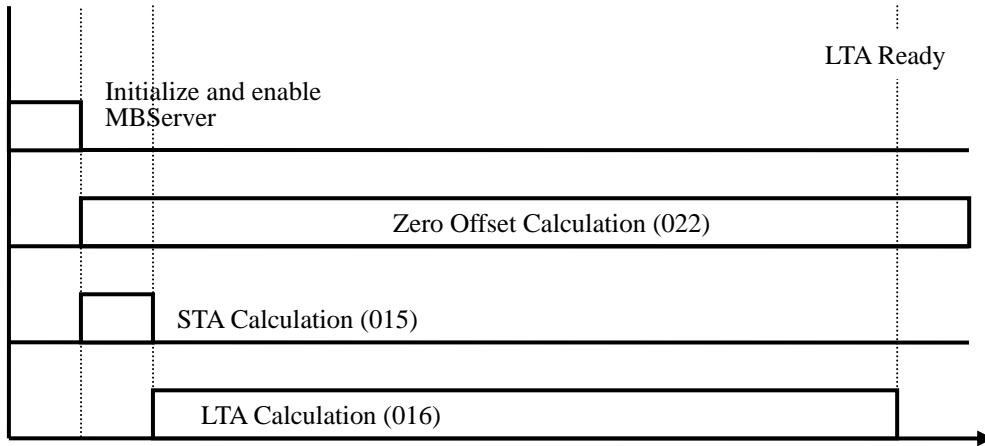 LTA Ready
Initialize and enable
MBServer
Zero Offset Calculation (022)
STA Calculation (015)
LTA Calculation (016)